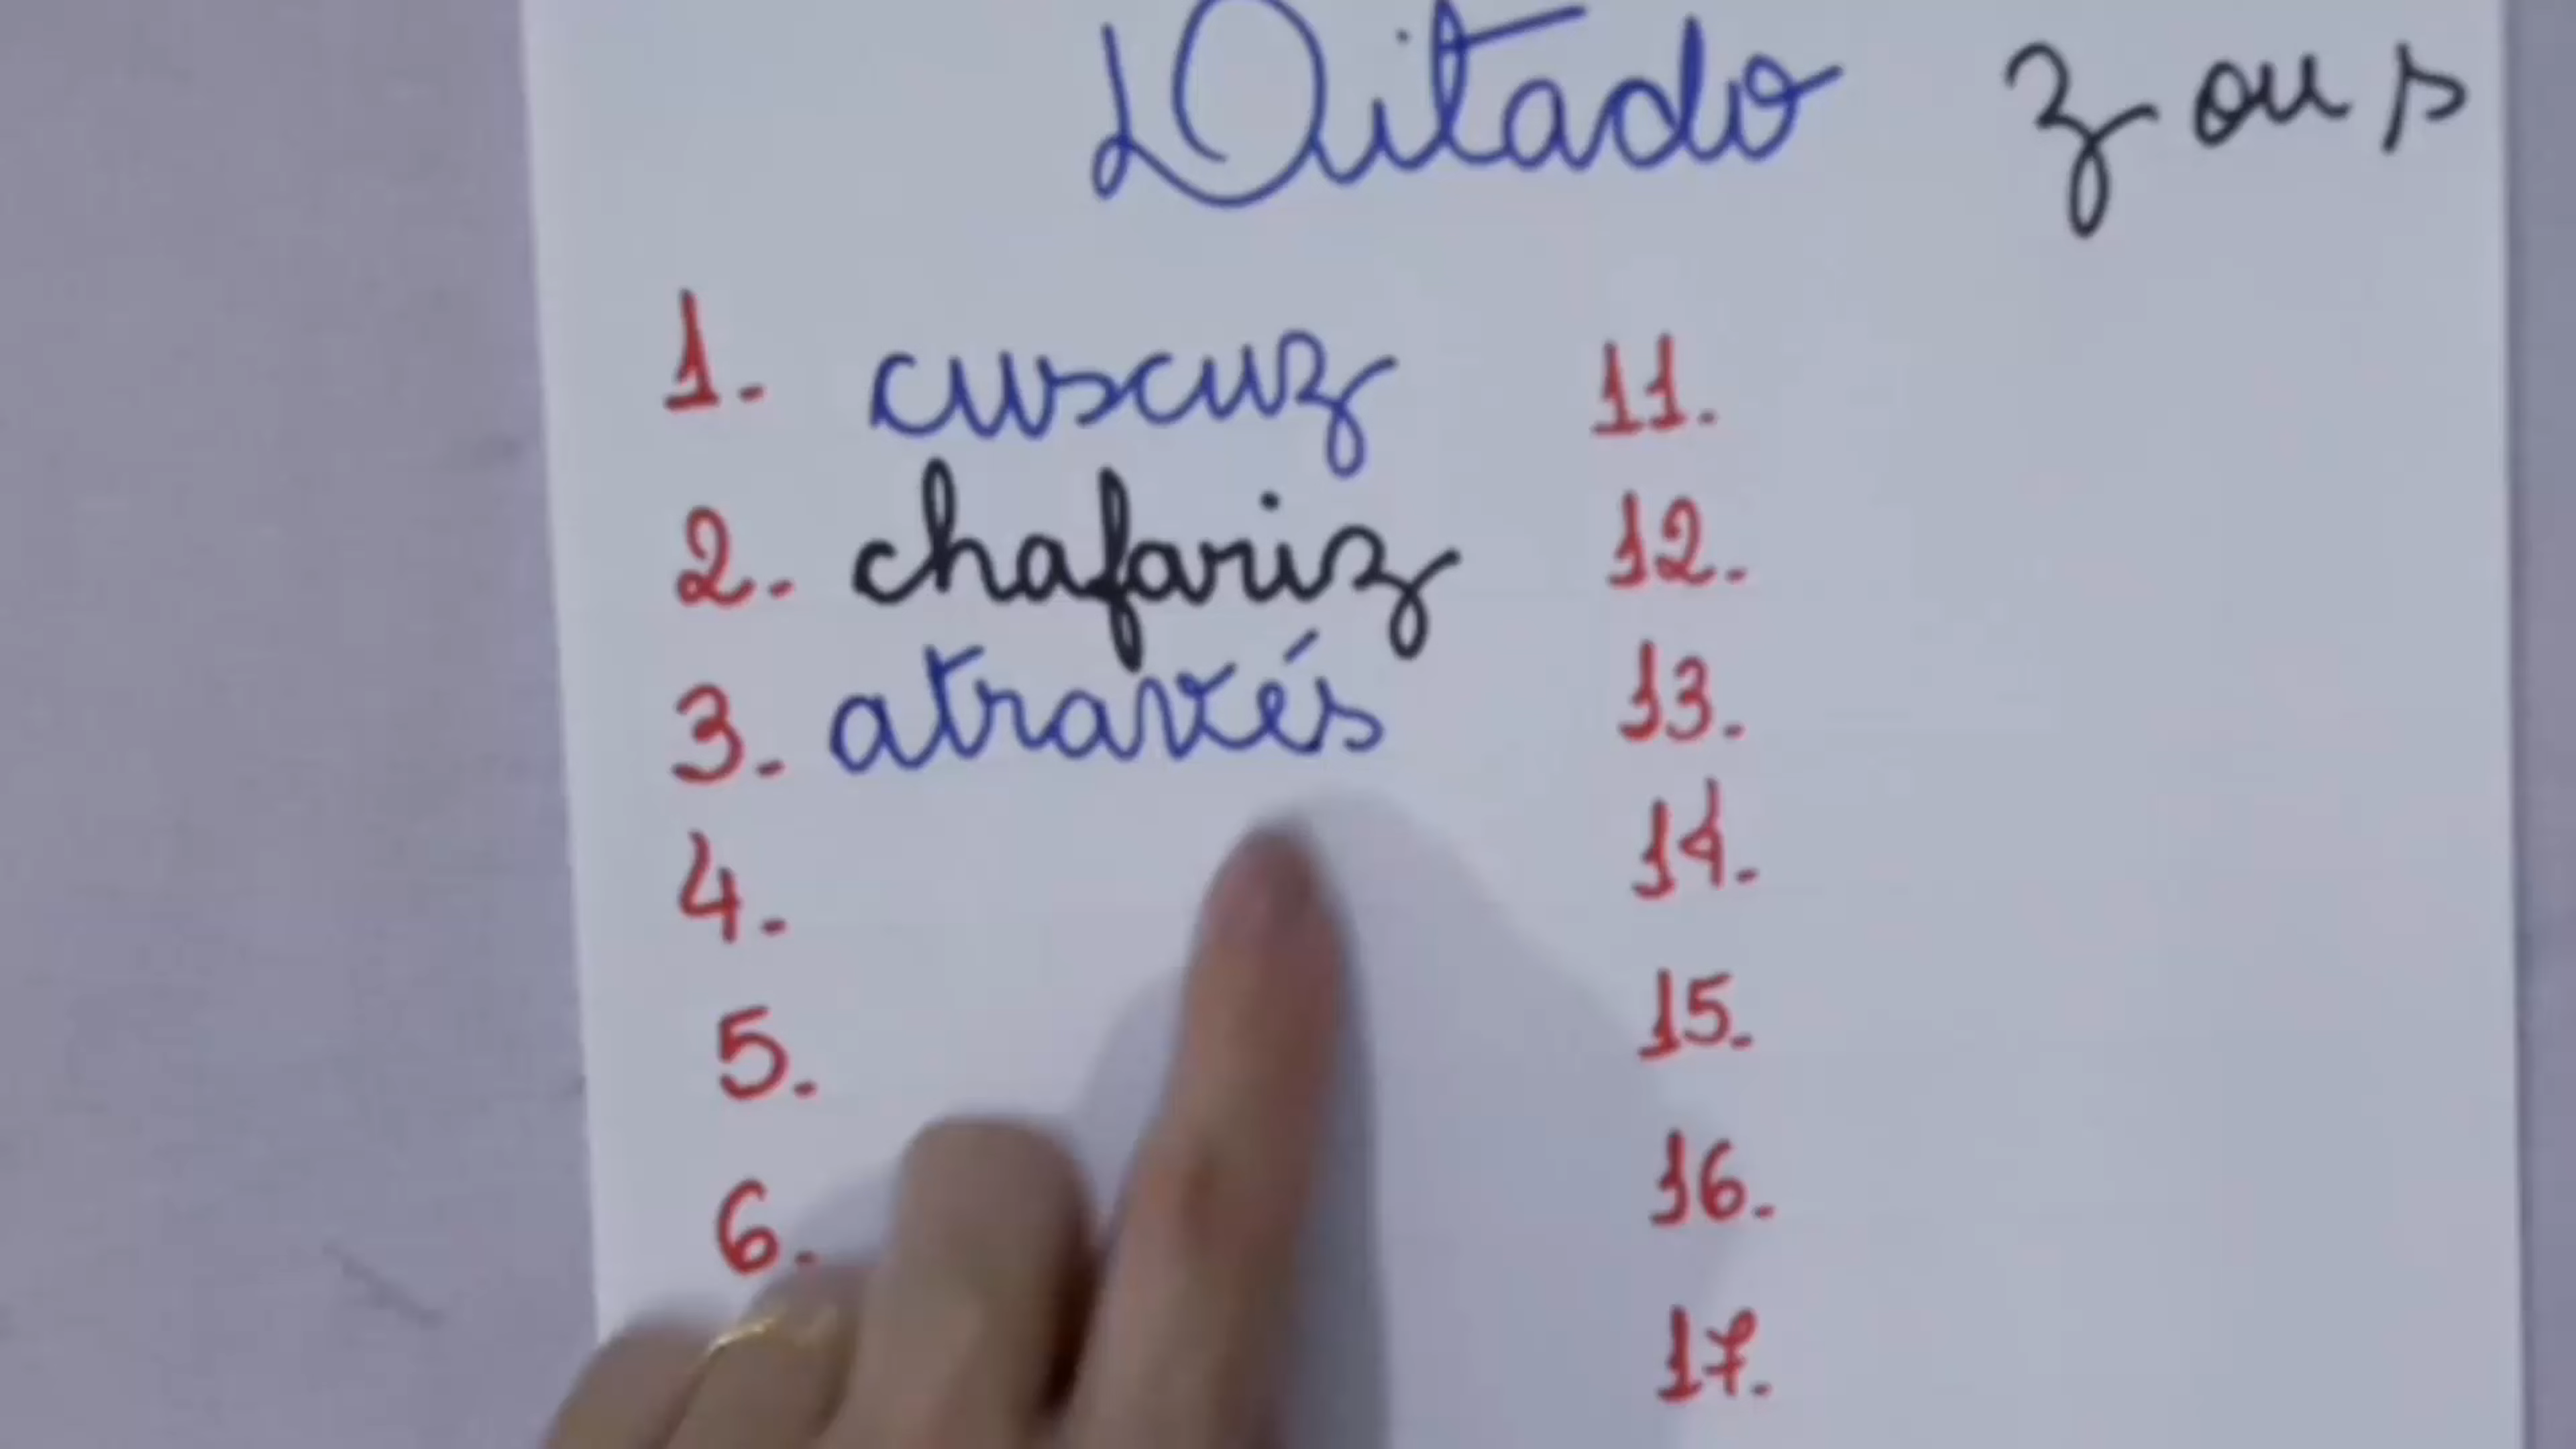 Ditado z ou s
1. cuscuz
2. chafariz
3. através
4.
5.
6.
11.
12.
13.
14.
15.
16.
17.